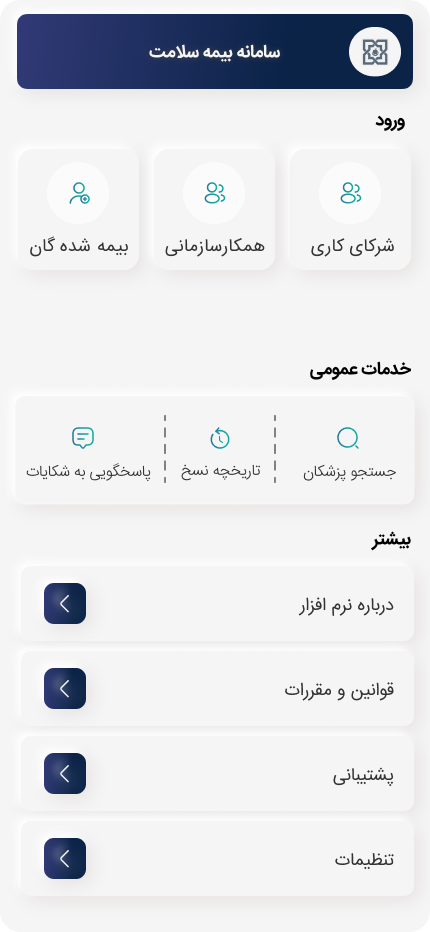 سامانه بیمه سلامت
ورود
شرکای کاری
همکارسازمانی
بیمه شده گان
خدمات عمومی
جستجو پزشکان
تاریخچه نسخ
پاسخگویی به شکایات
بیشتر
درباره نرم افزار
قوانین و مقررات
پشتیبانی
تنظیمات